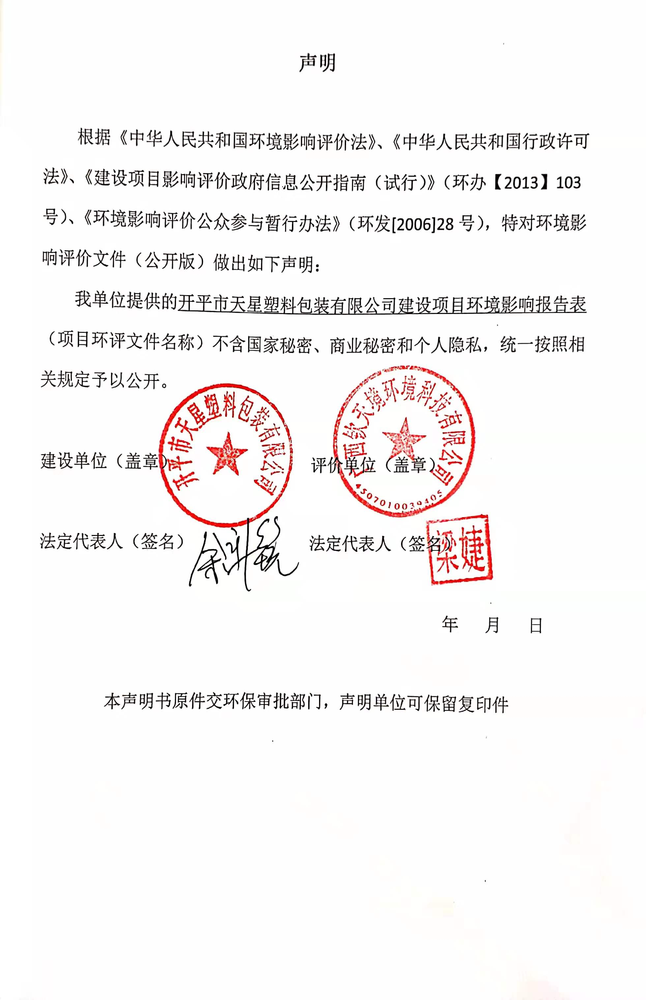 声明
根据《中华人民共和国环境影响评价法》、《中华人民共和国行政许可
法》、《建设项目影响评价政府信息公开指南（试行）》（环办【2013】103
号）、《环境影响评价公众参与暂行办法》（环发[2006]28 号），特对环境影
响评价文件（公开版）做出如下声明：
我单位提供的开平市天星塑料包装有限公司建设项目环境影响报告表
（项目环评文件名称）不含国家秘密、商业秘密和个人隐私，统一按照相
关规定予以公开。
开平市天星塑料包装有限公司
广西钦天境环境科技有限公司
4507010039405
建设单位（盖章） 评价单位（盖章）
法定代表人（签名） 法定代表人（签名）
梁婕
年 月 日
本声明书原件交环保审批部门，声明单位可保留复印件